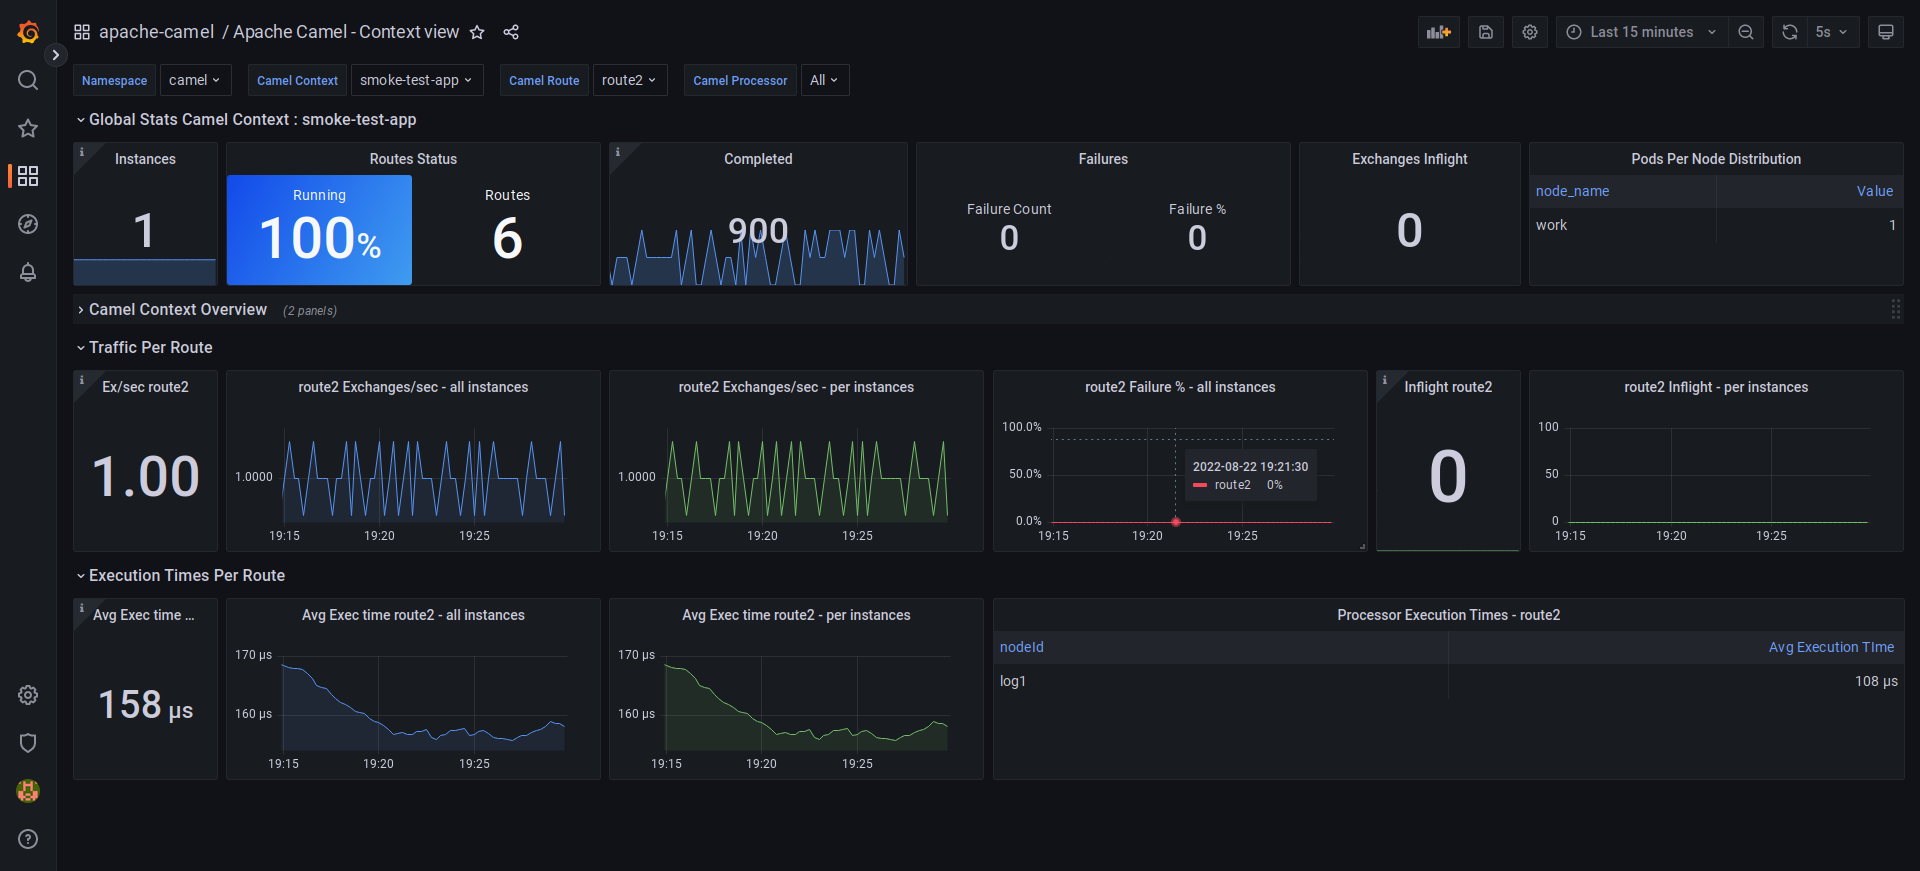 apache-camel / Apache Camel - Context view
Last 15 minutes
5s
Namespace camel Camel Context smoke-test-app Camel Route route2 Camel Processor All
Global Stats Camel Context : smoke-test-app
Instances
1
Routes Status
Running
100%
Routes
6
Completed
900
Failures
Failure Count
0
Failure %
0
Exchanges Inflight
0
Pods Per Node Distribution
node_name Value
work 1
Camel Context Overview (2 panels)
Traffic Per Route
Ex/sec route2
1.00
route2 Exchanges/sec - all instances
1.0000
19:15 19:20 19:25
route2 Exchanges/sec - per instances
1.0000
19:15 19:20 19:25
route2 Failure % - all instances
100.0%
50.0%
0.0%
19:15 19:20 19:25
2022-08-22 19:21:30
route2 0%
Inflight route2
0
route2 Inflight - per instances
100
50
0
19:15 19:20 19:25
Execution Times Per Route
Avg Exec time ...
158 µs
Avg Exec time route2 - all instances
170 µs
160 µs
19:15 19:20 19:25
Avg Exec time route2 - per instances
170 µs
160 µs
19:15 19:20 19:25
Processor Execution Times - route2
nodeId Avg Execution TIme
log1 108 µs